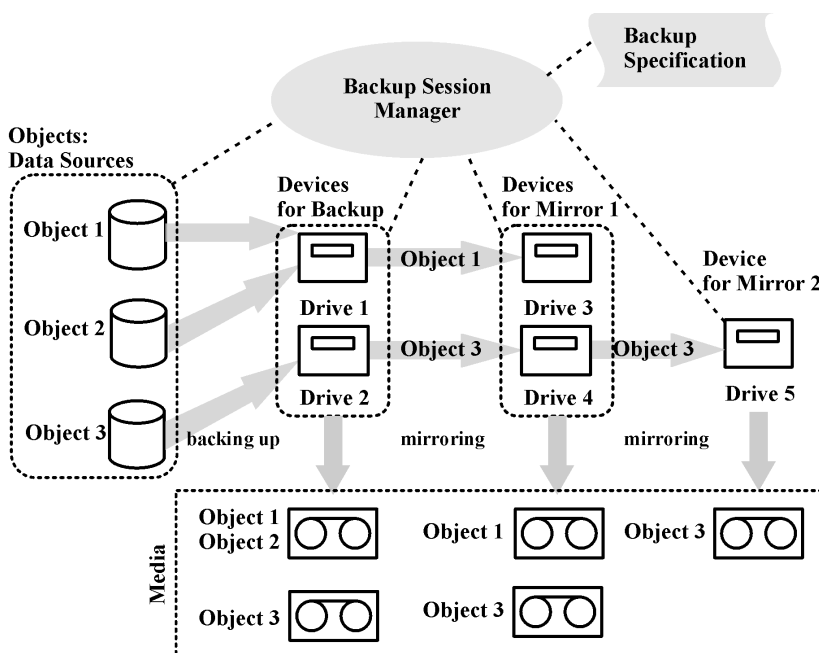 Backup
Specification
Backup Session
Manager
Objects:
Data Sources
Devices
for Backup
Devices
for Mirror 1
Device
for Mirror 2
Object 1
Object 2
Object 3
Object 1
Object 3
Object 3
Drive 1
Drive 2
Drive 3
Drive 4
Drive 5
backing up
mirroring
mirroring
Media
Object 1
Object 2
Object 1
Object 3
Object 3
Object 3